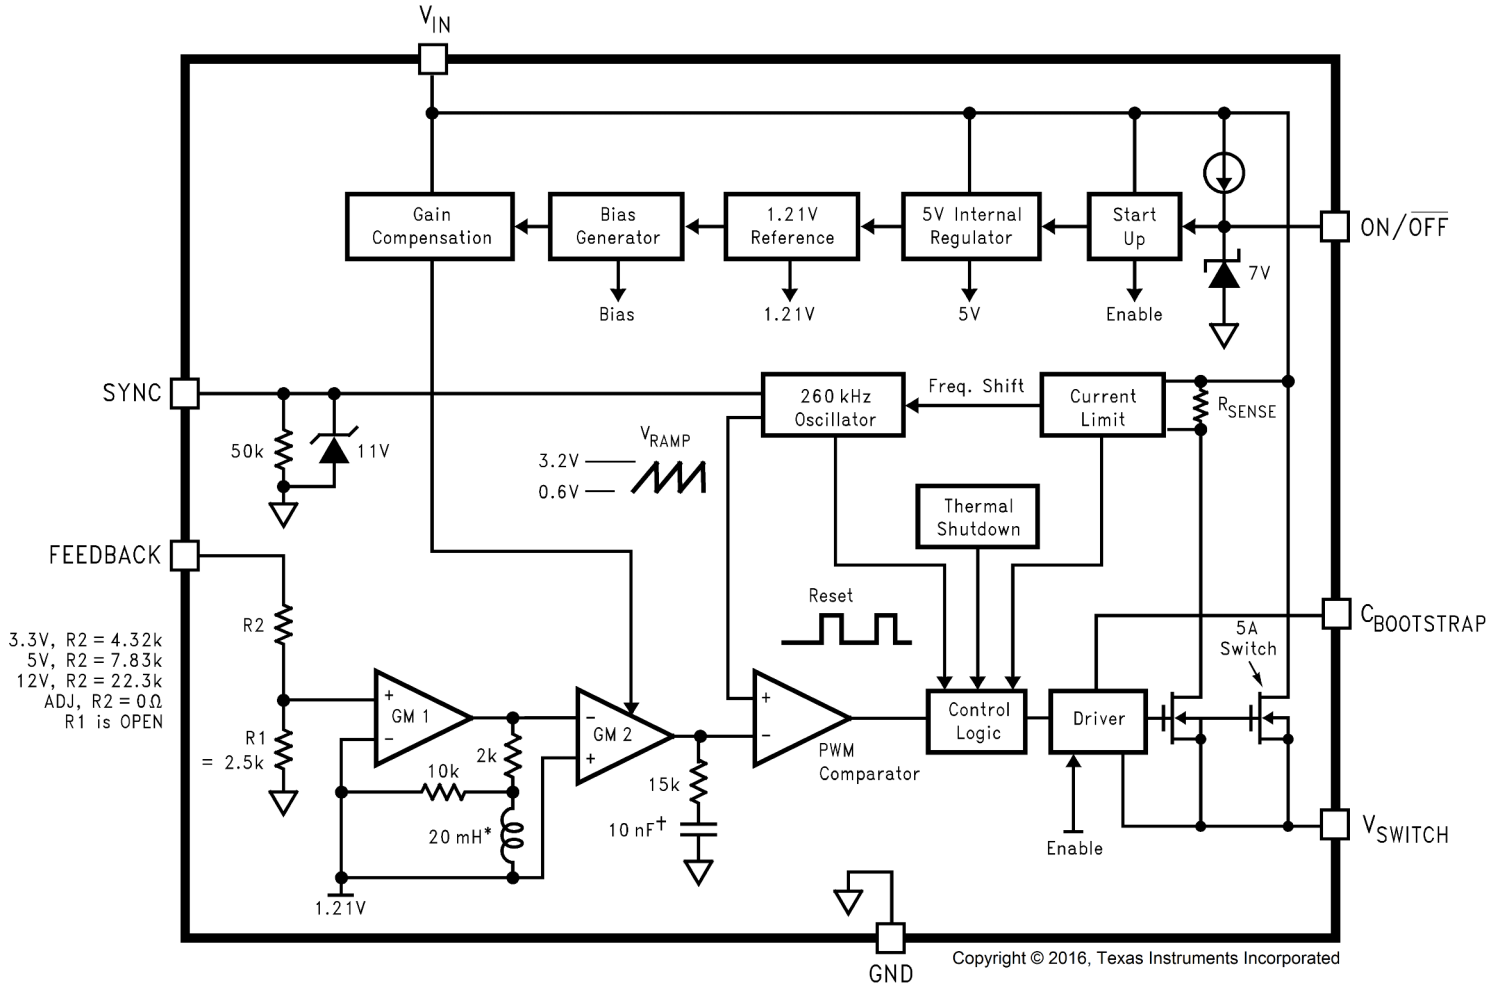 VIN
Gain
Compensation
Bias
Generator
1.21V
Reference
5V Internal
Regulator
Start
Up
ON/OFF
7V
Bias
1.21V
5V
Enable
SYNC
50k
11V
260 kHz
Oscillator
Freq. Shift
Current
Limit
RSENSE
VRAMP
3.2V
0.6V
Thermal
Shutdown
FEEDBACK
Reset
R2
3.3V, R2 = 4.32k
5V, R2 = 7.83k
12V, R2 = 22.3k
ADJ, R2 = 0Ω
R1 is OPEN
R1
= 2.5k
CBOOTSTRAP
5A
Switch
+
GM 1
−
−
GM 2
+
+
−
PWM
Comparator
Control
Logic
Driver
2k
10k
20 mH*
15k
10 nF†
Enable
VSWITCH
1.21V
GND
Copyright © 2016, Texas Instruments Incorporated